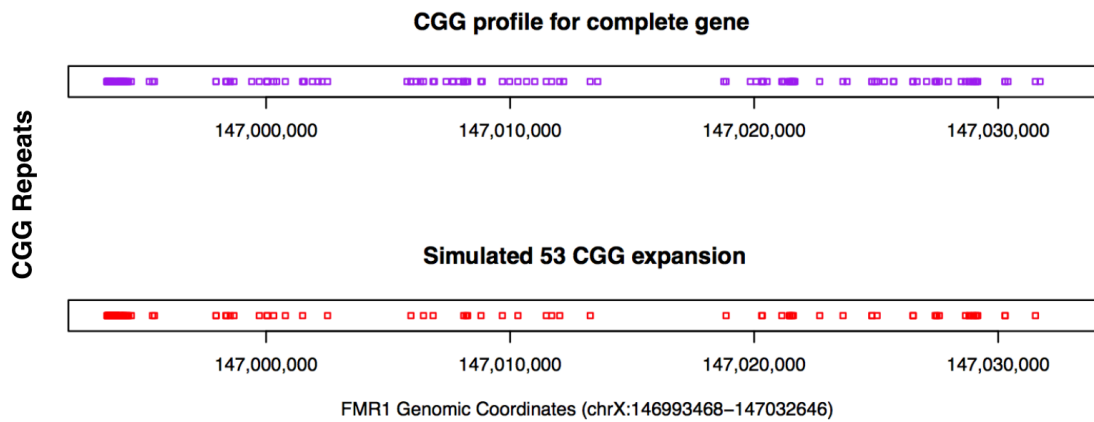 CGG profile for complete gene
147,000,000 147,010,000 147,020,000 147,030,000
CGG Repeats
Simulated 53 CGG expansion
147,000,000 147,010,000 147,020,000 147,030,000
FMR1 Genomic Coordinates (chrX:146993468−147032646)